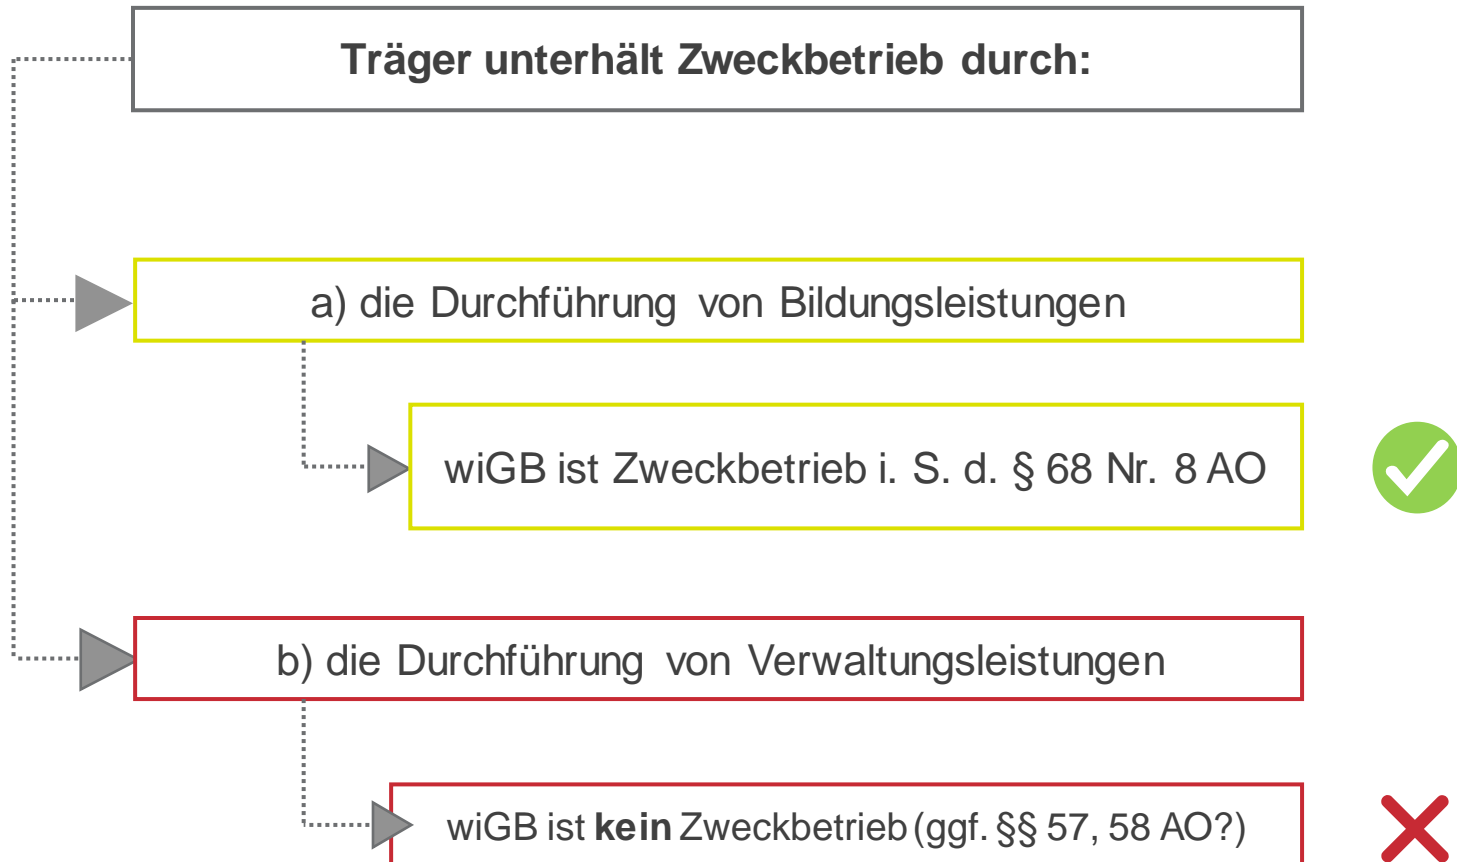 Träger unterhält Zweckbetrieb durch:
a) die Durchführung von Bildungsleistungen
wiGB ist Zweckbetrieb i. S. d. § 68 Nr. 8 AO
b) die Durchführung von Verwaltungsleistungen
wiGB ist kein Zweckbetrieb (ggf. §§ 57, 58 AO?)